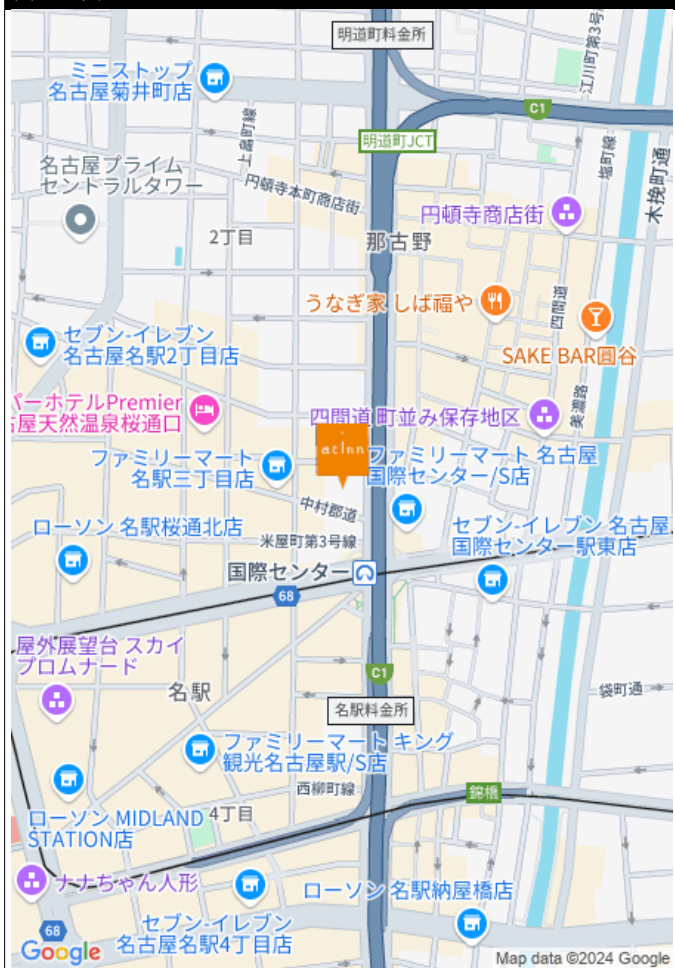 明道町料金所
江川町第3号
ミニストップ
名古屋菊井町店
C1
上畠町線
明道町JCT
塩町線
木挽町通
名古屋プライム
セントラルタワー
円頓寺本町商店街
円頓寺商店街
2丁目
那古野
四間道
うなぎ家 しば福や
SAKE BAR圓谷
セブン-イレブン
名古屋名駅2丁目店
パーホテルPremier
屋天然温泉桜通口
四間道 町並み保存地区
美濃路
atinn
ファミリーマート
名駅三丁目店
ファミリーマート 名古屋
国際センター/S店
中村郡道
ローソン 名駅桜通北店
米屋町第3号線
セブン-イレブン 名古屋
国際センター駅東店
国際センター
68
屋外展望台 スカイ
プロムナード
C1
名駅
袋町通
名駅料金所
ファミリーマート キング
観光名古屋駅/S店
西柳町線
錦橋
ローソン MIDLAND
STATION店
4丁目
ナナちゃん人形
ローソン 名駅納屋橋店
68
セブン-イレブン
名古屋名駅4丁目店
Google
Map data ©2024 Google